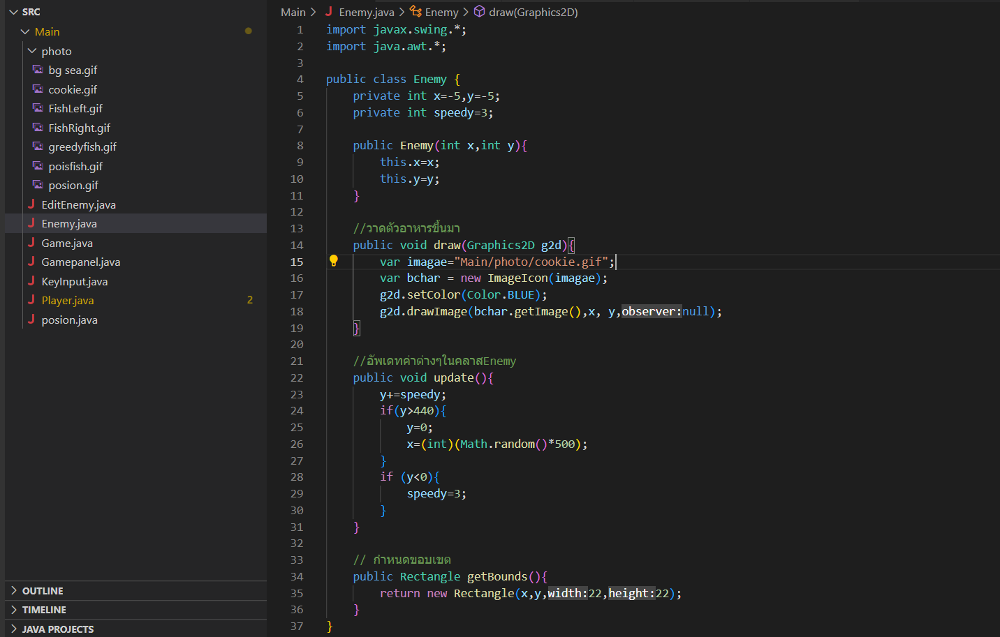 SRC
Main
photo
bg sea.gif
cookie.gif
FishLeft.gif
FishRight.gif
greedyfish.gif
poisfish.gif
posion.gif
EditEnemy.java
Enemy.java
Game.java
Gamepanel.java
KeyInput.java
Player.java 2
posion.java
OUTLINE
TIMELINE
JAVA PROJECTS
Main > J Enemy.java > Enemy > draw(Graphics2D)
1 import javax.swing.*;
2 import java.awt.*;
3
4 public class Enemy {
5 private int x=-5,y=-5;
6 private int speedy=3;
7
8 public Enemy(int x,int y){
9 this.x=x;
10 this.y=y;
11 }
12
13 //วาดตัวอาหารขึ้นมา
14 public void draw(Graphics2D g2d){
15 var imagae="Main/photo/cookie.gif";
16 var bchar = new ImageIcon(imagae);
17 g2d.setColor(Color.BLUE);
18 g2d.drawImage(bchar.getImage(),x, y,observer:null);
19 }
20
21 //อัพเดทค่าต่างๆในคลาสEnemy
22 public void update(){
23 y+=speedy;
24 if(y>440){
25 y=0;
26 x=(int)(Math.random()*500);
27 }
28 if (y<0){
29 speedy=3;
30 }
31 }
32
33 // กำหนดขอบเขต
34 public Rectangle getBounds(){
35 return new Rectangle(x,y,width:22,height:22);
36 }
37 }